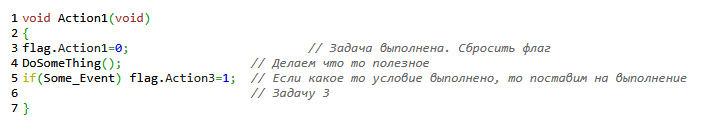 1 void Action1(void)
2 {
3 flag.Action1=0; // Задача выполнена. Сбросить флаг
4 DoSomeThing(); // Делаем что то полезное
5 if(Some_Event) flag.Action3=1; // Если какое то условие выполнено, то поставим на выполнение
6 // Задачу 3
7 }